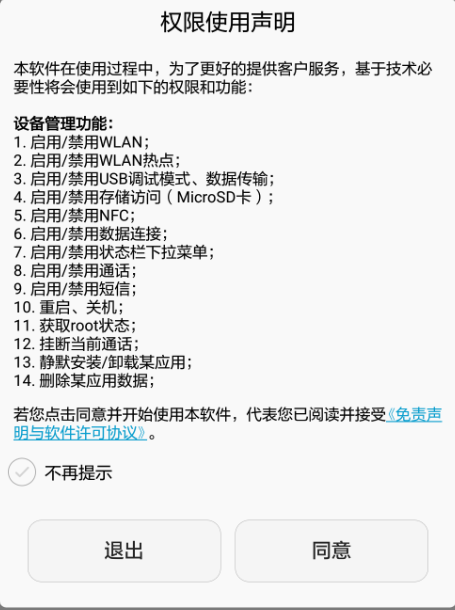 权限使用声明
本软件在使用过程中，为了更好的提供客户服务，基于技术必
要性将会使用到如下的权限和功能：
设备管理功能：
1. 启用/禁用WLAN；
2. 启用/禁用WLAN热点；
3. 启用/禁用USB调试模式、数据传输；
4. 启用/禁用存储访问（MicroSD卡）；
5. 启用/禁用NFC；
6. 启用/禁用数据连接；
7. 启用/禁用状态栏下拉菜单；
8. 启用/禁用通话；
9. 启用/禁用短信；
10. 重启、关机；
11. 获取root状态；
12. 挂断当前通话；
13. 静默安装/卸载某应用；
14. 删除某应用数据；
若您点击同意并开始使用本软件，代表您已阅读并接受《免责声
明与软件许可协议》。
不再提示
退出
同意